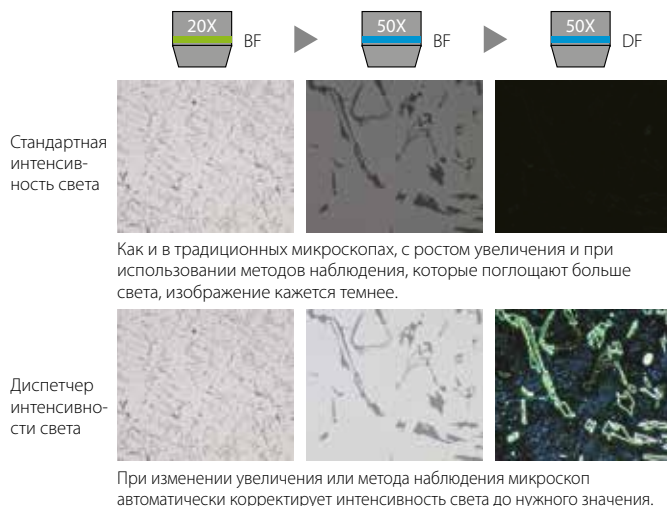 20X BF 50X BF 50X DF
Стандартная
интенсив-
ность света
Как и в традиционных микроскопах, с ростом увеличения и при
использовании методов наблюдения, которые поглощают больше
света, изображение кажется темнее.
Диспетчер
интенсивно-
сти света
При изменении увеличения или метода наблюдения микроскоп
автоматически корректирует интенсивность света до нужного значения.